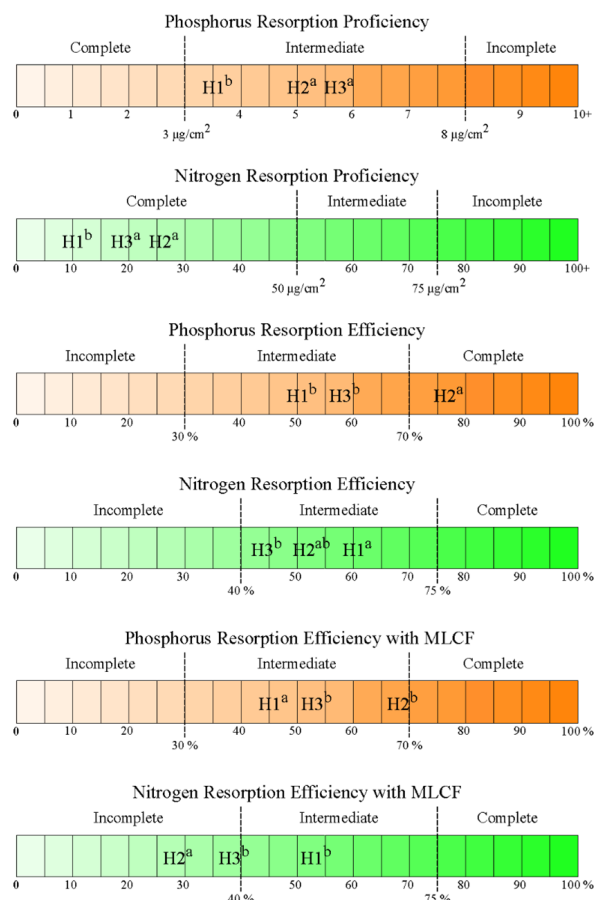 Phosphorus Resorption Proficiency
Complete Intermediate Incomplete
H1b H2a H3a
0 1 2 4 5 6 7 9 10+
3 µg/cm2 8 µg/cm2
Nitrogen Resorption Proficiency
Complete Intermediate Incomplete
H1b H3a H2a
0 10 20 30 40 60 70 80 90 100+
50 µg/cm2 75 µg/cm2
Phosphorus Resorption Efficiency
Incomplete Intermediate Complete
H1b H3b H2a
0 10 20 40 50 60 80 90 100 %
30 % 70 %
Nitrogen Resorption Efficiency
Incomplete Intermediate Complete
H3b H2ab H1a
0 10 20 30 50 60 70 80 90 100 %
40 % 75 %
Phosphorus Resorption Efficiency with MLCF
Incomplete Intermediate Complete
H1a H3b H2b
0 10 20 40 50 60 80 90 100 %
30 % 70 %
Nitrogen Resorption Efficiency with MLCF
Incomplete Intermediate Complete
H2a H3b H1b
0 10 20 30 50 60 70 80 90 100 %
40 % 75 %